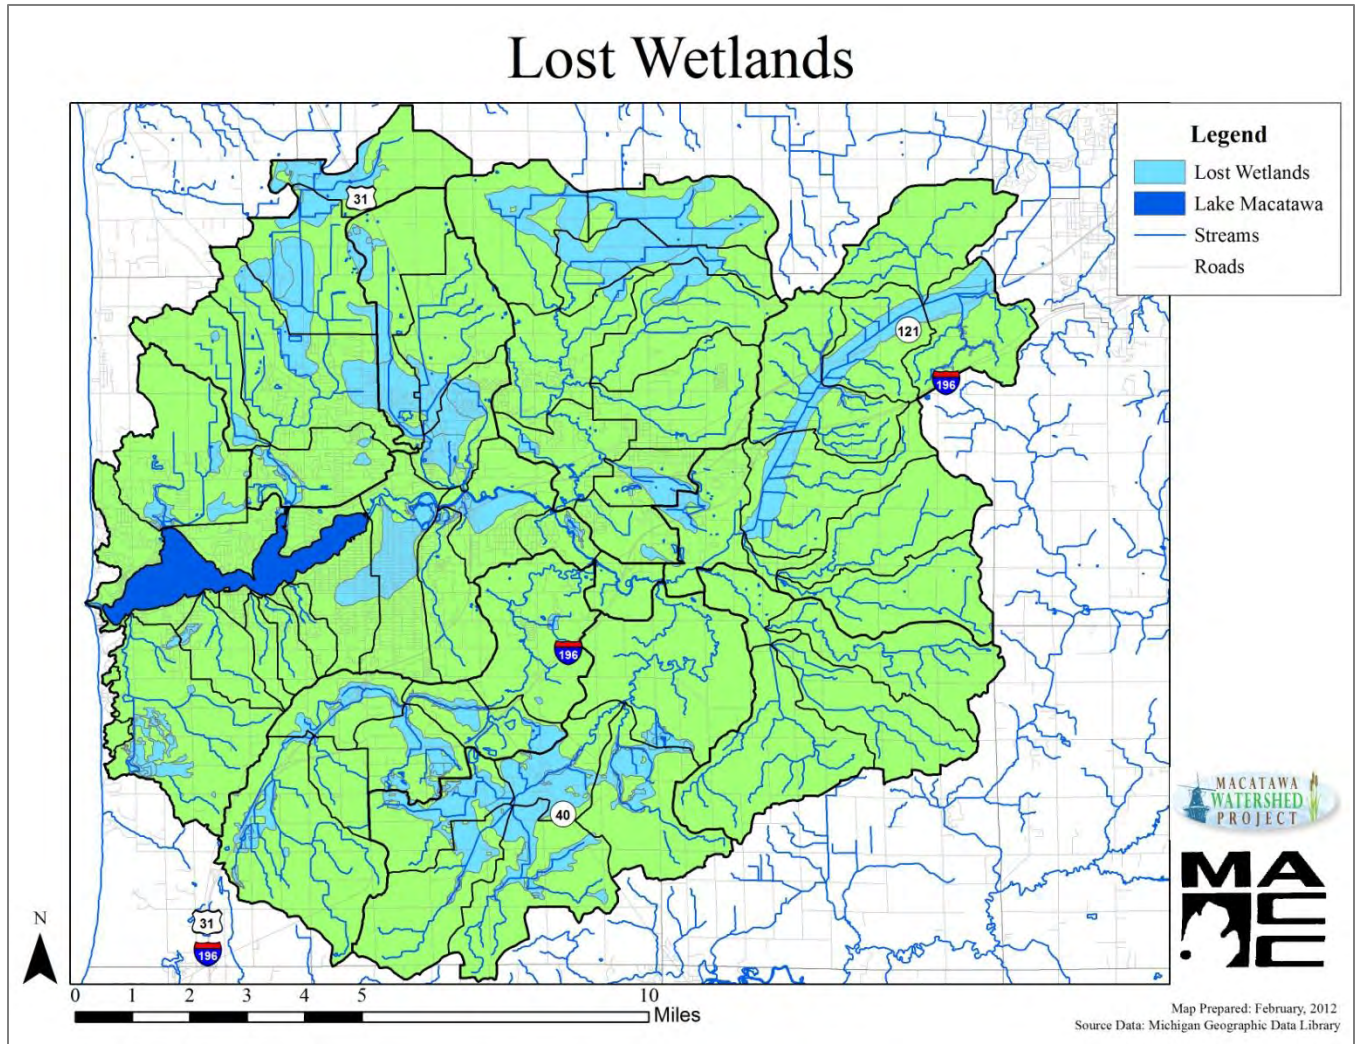 Lost Wetlands
Legend
Lost Wetlands
Lake Macatawa
Streams
Roads
31
121
196
196
40
31
196
N
0 1 2 3 4 5 10 Miles
MACATAWA
WATERSHED
PROJECT
MACC
Map Prepared: February, 2012
Source Data: Michigan Geographic Data Library